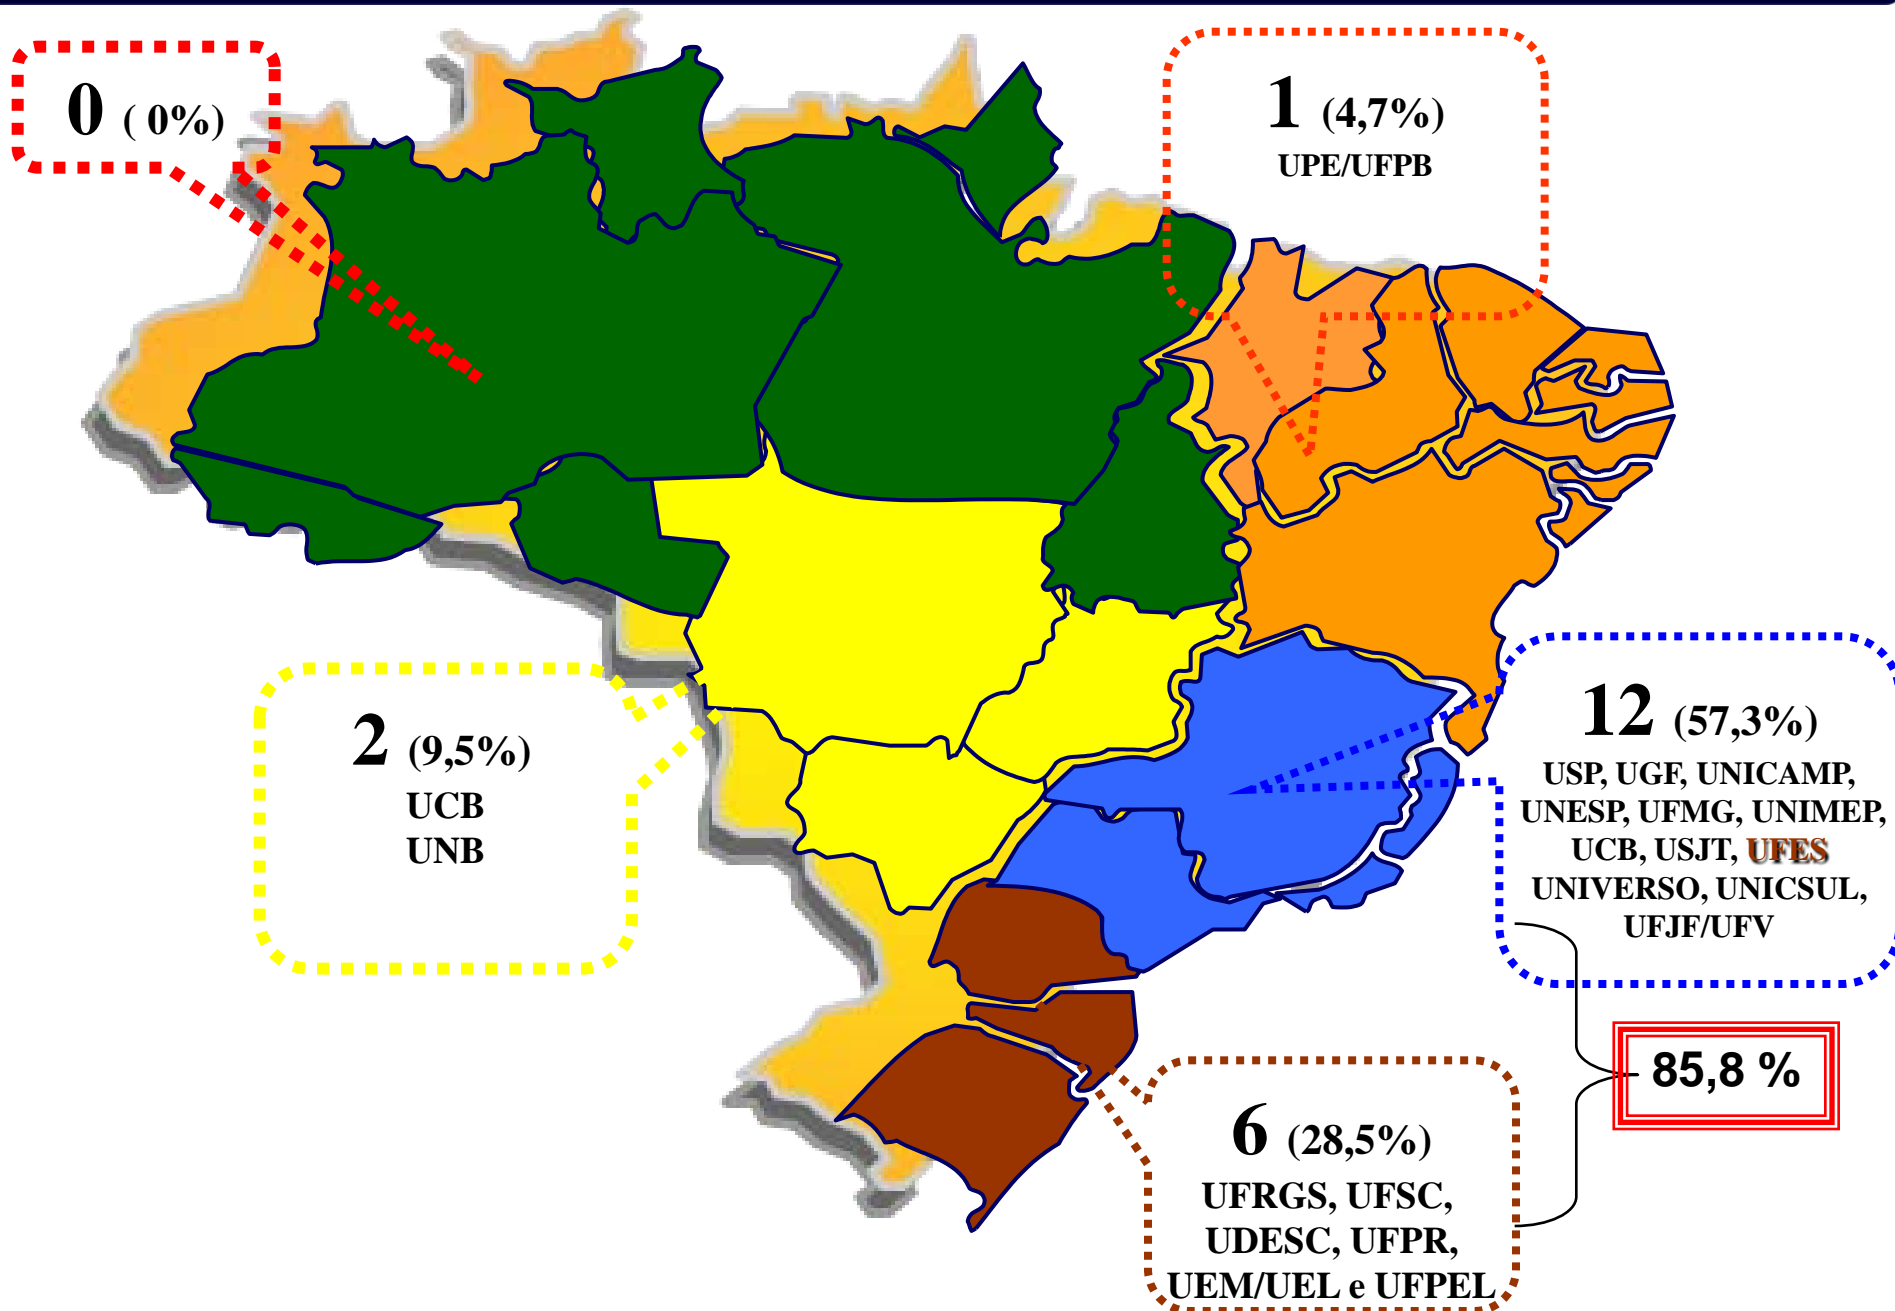 0 ( 0%)
1 (4,7%)
UPE/UFPB
2 (9,5%)
UCB
UNB
12 (57,3%)
USP, UGF, UNICAMP,
UNESP, UFMG, UNIMEP,
UCB, USJT, UFES
UNIVERSO, UNICSUL,
UFJF/UFV
85,8 %
6 (28,5%)
UFRGS, UFSC,
UDESC, UFPR,
UEM/UEL e UFPEL